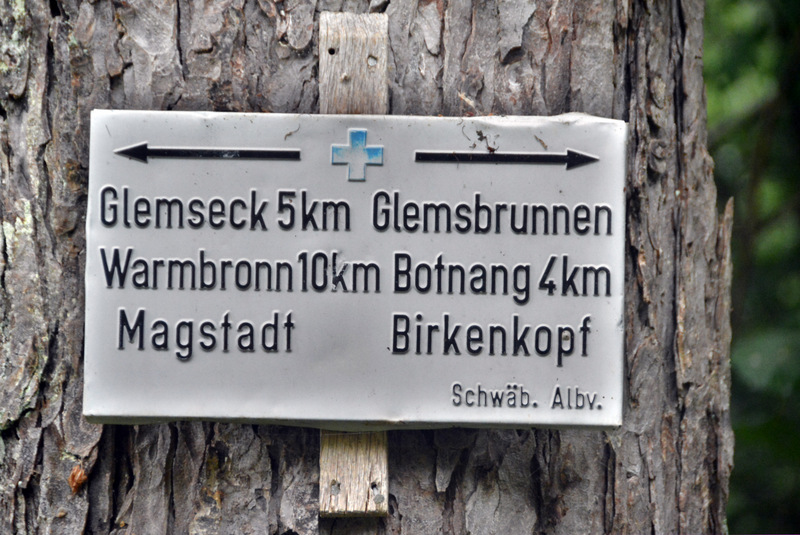 Glemseck 5km Glemsbrunnen
Warmbronn 10km Botnang 4km
Magstadt Birkenkopf
Schwäb. Albv.